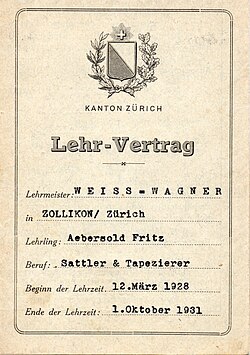 KANTON ZÜRICH
Lehr-Vertrag
Lehrmeister: WEISS=WAGNER
in ZOLLIKON/ Zürich
Lehrling: Aebersold Fritz
Beruf: Sattler & Tapezierer
Beginn der Lehrzeit: 12.März 1928
Ende der Lehrzeit: 1.Oktober 1931